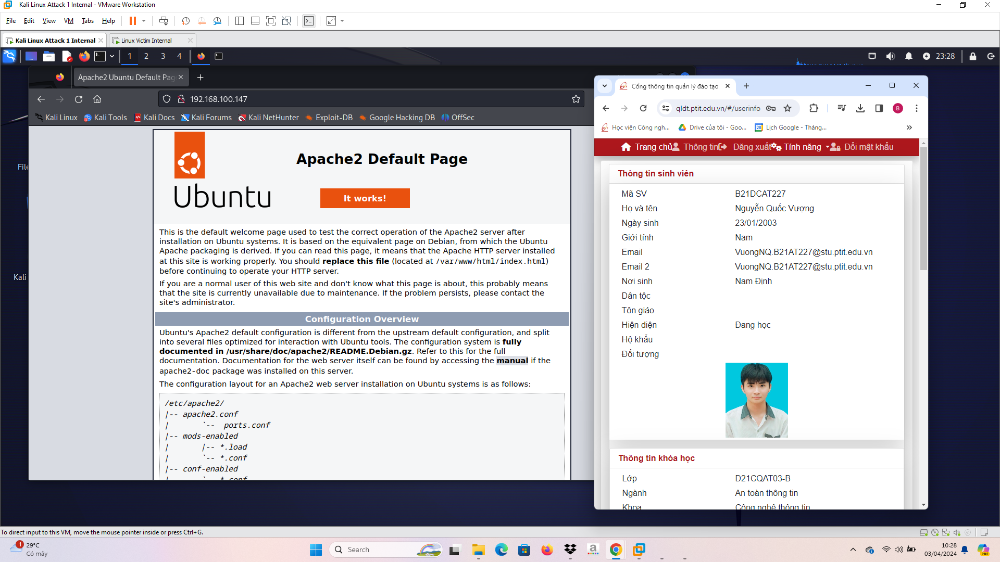 Kali Linux Attack 1 Internal - VMware Workstation
File Edit View VM Tabs Help
Kali Linux Attack 1 Internal
Linux Victim Internal
1 2 3 4
23:28
Apache2 Ubuntu Default Pag
192.168.100.147
Kali Linux Kali Tools Kali Docs Kali Forums Kali NetHunter Exploit-DB Google Hacking DB OffSec
File
Kali
Ubuntu
Apache2 Default Page
It works!
This is the default welcome page used to test the correct operation of the Apache2 server after
installation on Ubuntu systems. It is based on the equivalent page on Debian, from which the Ubuntu
Apache packaging is derived. If you can read this page, it means that the Apache HTTP server installed
at this site is working properly. You should replace this file (located at /var/www/html/index.html)
before continuing to operate your HTTP server.
If you are a normal user of this web site and don't know what this page is about, this probably means
that the site is currently unavailable due to maintenance. If the problem persists, please contact the
site's administrator.
Configuration Overview
Ubuntu's Apache2 default configuration is different from the upstream default configuration, and split
into several files optimized for interaction with Ubuntu tools. The configuration system is fully
documented in /usr/share/doc/apache2/README.Debian.gz. Refer to this for the full
documentation. Documentation for the web server itself can be found by accessing the manual if the
apache2-doc package was installed on this server.
The configuration layout for an Apache2 web server installation on Ubuntu systems is as follows:
/etc/apache2/
|-- apache2.conf
|       `--  ports.conf
|-- mods-enabled
|       |-- *.load
|       `-- *.conf
|-- conf-enabled
|       `-- *.conf
Cổng thông tin quản lý đào tạo
qldt.ptit.edu.vn/#/userinfo
B
Học viện Công ngh...
Drive của tôi - Goo...
28
Lịch Google - Tháng...
Trang chủ Thông tin Đăng xuất Tính năng Đổi mật khẩu
Thông tin sinh viên
Mã SV B21DCAT227
Họ và tên Nguyễn Quốc Vượng
Ngày sinh 23/01/2003
Giới tính Nam
Email VuongNQ.B21AT227@stu.ptit.edu.vn
Email 2 VuongNQ.B21AT227@stu.ptit.edu.vn
Nơi sinh Nam Định
Dân tộc
Tôn giáo
Hiện diện Đang học
Hộ khẩu
Đối tượng
Thông tin khóa học
Lớp D21CQAT03-B
Ngành An toàn thông tin
Khoa Công nghệ thông tin
To direct input to this VM, move the mouse pointer inside or press Ctrl+G.
1
29°C
Có mây
Search
a
10:28
03/04/2024
PRE